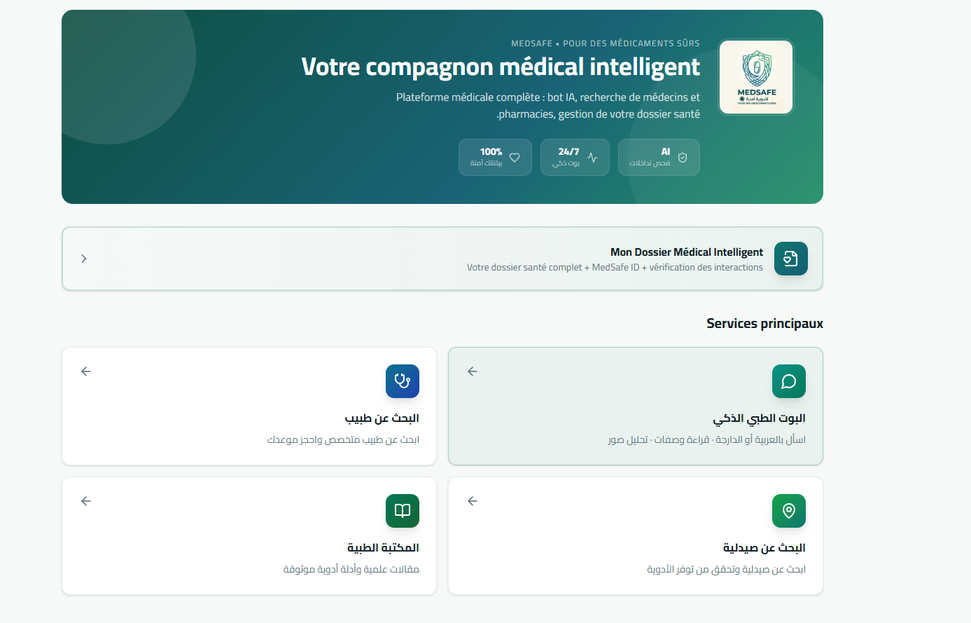 MEDSAFE • POUR DES MÉDICAMENTS SÛRS
Votre compagnon médical intelligent
Plateforme médicale complète : bot IA, recherche de médecins et
.pharmacies, gestion de votre dossier santé
MEDSAFE
لأدوية آمنة
AI
فحص تداخلات
24/7
بوت ذكي
100%
بياناتك آمنة
Mon Dossier Médical Intelligent
Votre dossier santé complet + MedSafe ID + vérification des interactions
Services principaux
البوت الطبي الذكي
اسأل بالعربية أو الدارجة · قراءة وصفات · تحليل صور
البحث عن طبيب
ابحث عن طبيب متخصص واحجز موعدك
البحث عن صيدلية
ابحث عن صيدلية وتحقق من توفر الأدوية
المكتبة الطبية
مقالات علمية وأدلة أدوية موثوقة